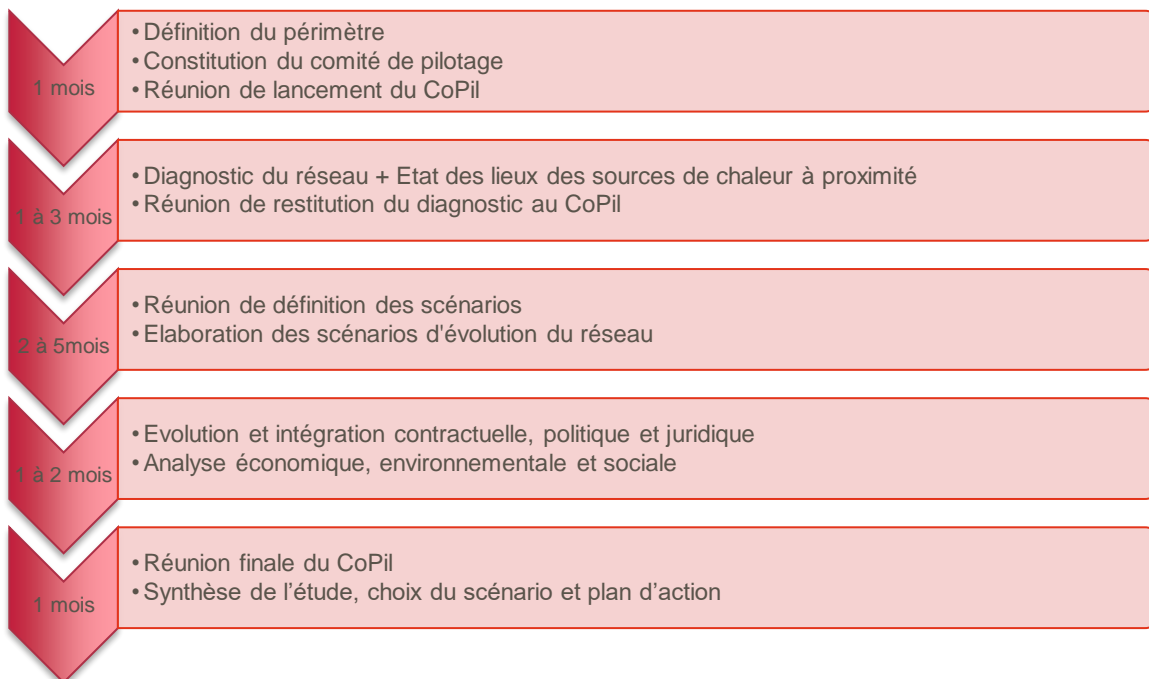 1 mois
• Définition du périmètre
• Constitution du comité de pilotage
• Réunion de lancement du CoPil
1 à 3 mois
• Diagnostic du réseau + Etat des lieux des sources de chaleur à proximité
• Réunion de restitution du diagnostic au CoPil
2 à 5mois
• Réunion de définition des scénarios
• Elaboration des scénarios d'évolution du réseau
1 à 2 mois
• Evolution et intégration contractuelle, politique et juridique
• Analyse économique, environnementale et sociale
1 mois
• Réunion finale du CoPil
• Synthèse de l’étude, choix du scénario et plan d’action